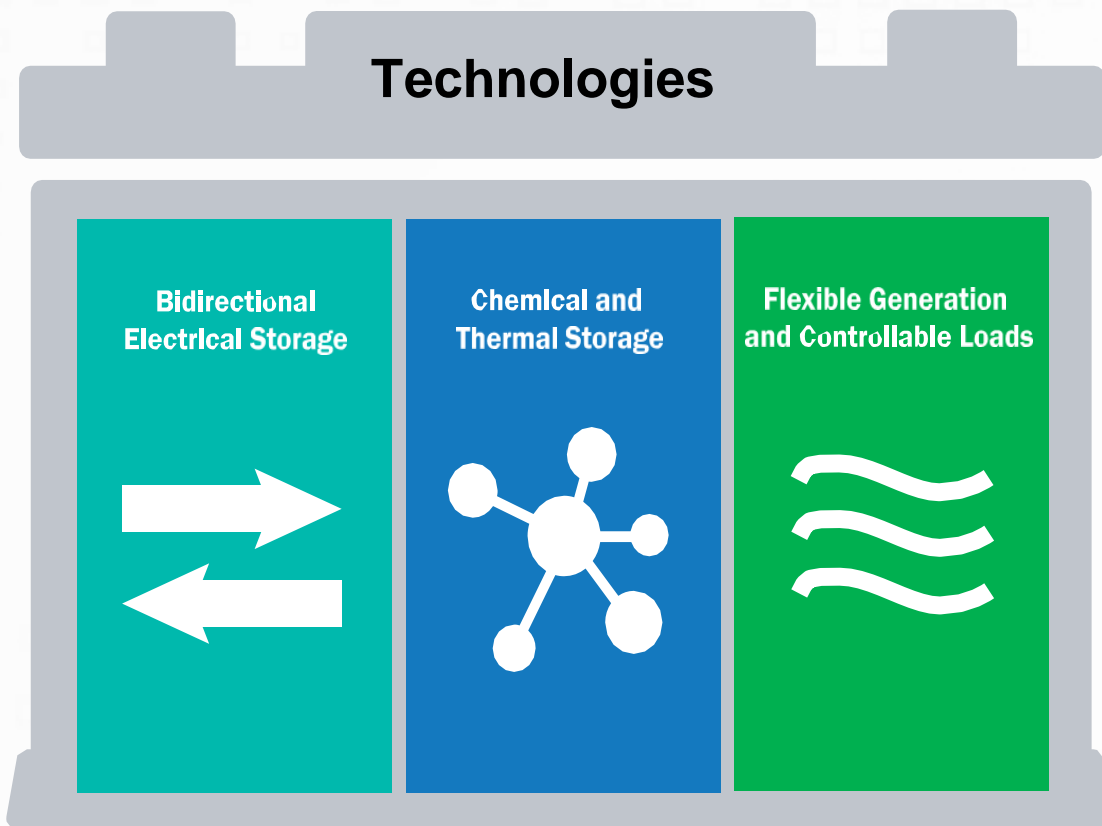 Technologies
Bidirectional
Electrical Storage
Chemical and
Thermal Storage
Flexible Generation
and Controllable Loads